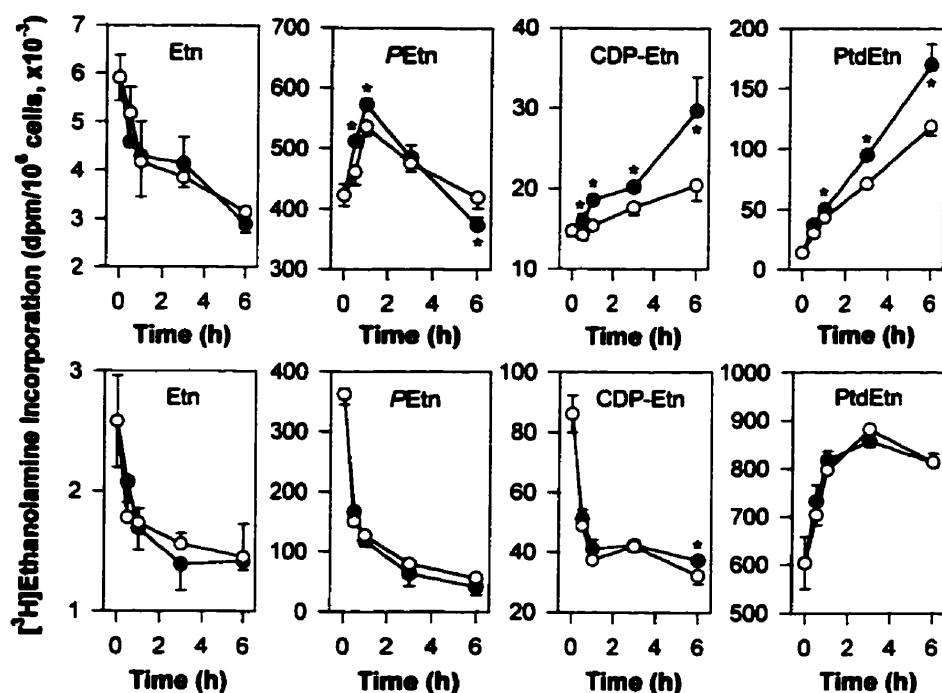 [³H]Ethanolamine Incorporation (dpm/10⁶ cells, x10⁻³)
Etn
7
6
5
4
3
2
0 2 4 6
Time (h)
PEtn
700
600
500
400
300
0 2 4 6
Time (h)
CDP-Etn
40
30
20
10
0 2 4 6
Time (h)
PtdEtn
200
150
100
50
0
0 2 4 6
Time (h)
Etn
3
2
1
0 2 4 6
Time (h)
PEtn
400
300
200
100
0
0 2 4 6
Time (h)
CDP-Etn
100
80
60
40
20
0 2 4 6
Time (h)
PtdEtn
1000
900
800
700
600
500
0 2 4 6
Time (h)